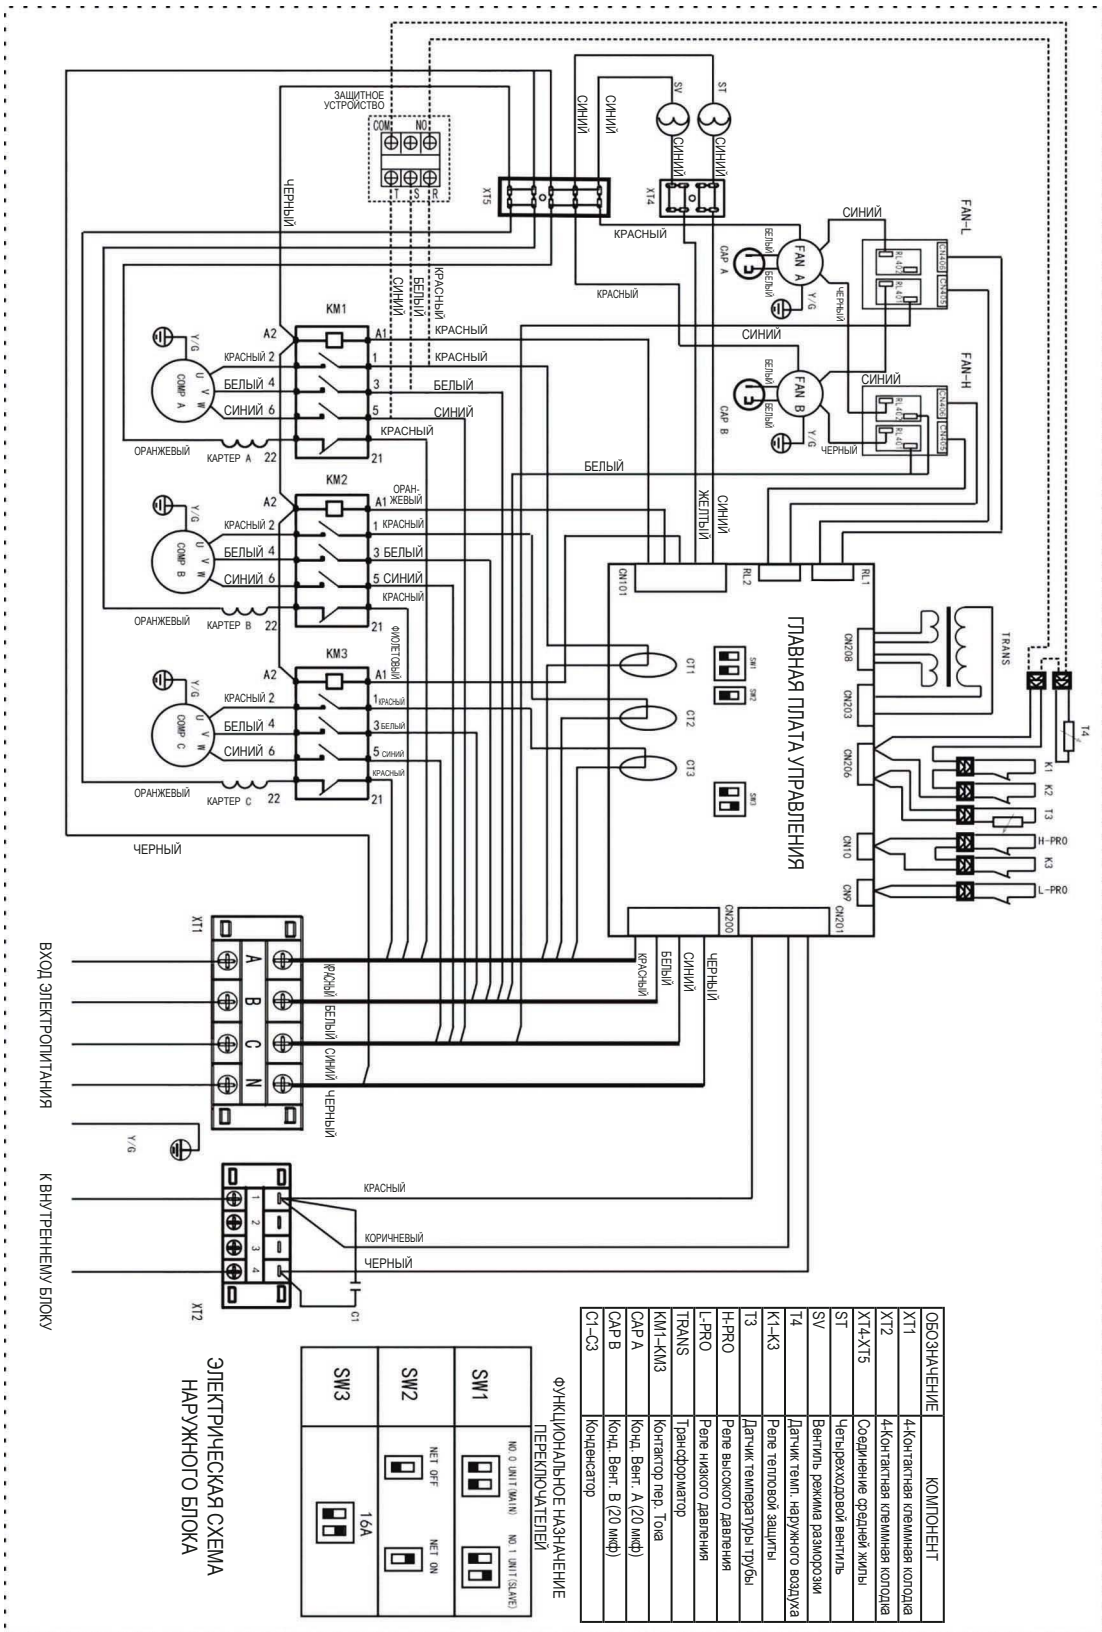 ЗАЩИТНОЕ
УСТРОЙСТВО
COM NO
T S R
ЧЕРНЫЙ
XT5
СИНИЙ
СИНИЙ
SV
ST
СИНИЙ
СИНИЙ
XT4
КРАСНЫЙ
КРАСНЫЙ
СИНИЙ
FAN-L
CN406
CN405
RL402
RL401
CAP A
БЕЛЫЙ
БЕЛЫЙ
FAN A
Y/G
ЧЕРНЫЙ
СИНИЙ
FAN-H
СИНИЙ
CN406
CN405
RL402
RL401
CAP B
БЕЛЫЙ
БЕЛЫЙ
FAN B
Y/G
ЧЕРНЫЙ
БЕЛЫЙ
СИНИЙ
БЕЛЫЙ
КРАСНЫЙ
KM1
A2
A1
КРАСНЫЙ
Y/G
COMP A
U V W
КРАСНЫЙ 2
1
КРАСНЫЙ
БЕЛЫЙ 4
3
БЕЛЫЙ
СИНИЙ 6
5
СИНИЙ
КРАСНЫЙ
ОРАНЖЕВЫЙ
КАРТЕР A
22
21
KM2
A2
A1
ОРАН-
ЖЕВЫЙ
Y/G
COMP B
U V W
КРАСНЫЙ 2
1 КРАСНЫЙ
БЕЛЫЙ 4
3 БЕЛЫЙ
СИНИЙ 6
5 СИНИЙ
КРАСНЫЙ
ОРАНЖЕВЫЙ
КАРТЕР B
22
21
ФИОЛЕТОВЫЙ
KM3
A2
A1
Y/G
COMP C
U V W
КРАСНЫЙ 2
1 КРАСНЫЙ
БЕЛЫЙ 4
3 БЕЛЫЙ
СИНИЙ 6
5 СИНИЙ
КРАСНЫЙ
ОРАНЖЕВЫЙ
КАРТЕР C
22
21
ЧЕРНЫЙ
ЖЕЛТЫЙ
СИНИЙ
CN101
RL2
RL1
ГЛАВНАЯ ПЛАТА УПРАВЛЕНИЯ
SW1
SW2
SW3
CT1
CT2
CT3
CN208
CN203
CN206
CN10
CN9
CN200
CN201
TRANS
T4
K1
K2
T3
H-PRO
K3
L-PRO
КРАСНЫЙ
БЕЛЫЙ
СИНИЙ
ЧЕРНЫЙ
XT1
A
B
C
N
КРАСНЫЙ
БЕЛЫЙ
СИНИЙ
ЧЕРНЫЙ
ВХОД ЭЛЕКТРОПИТАНИЯ
Y/G
К ВНУТРЕННЕМУ БЛОКУ
XT2
1
2
3
4
КРАСНЫЙ
КОРИЧНЕВЫЙ
ЧЕРНЫЙ
C1
ОБОЗНАЧЕНИЕ КОМПОНЕНТ
XT1 4-Контактная клеммная колодка
XT2 4-Контактная клеммная колодка
XT4-XT5 Соединение средней жилы
ST Четырехходовой вентиль
SV Вентиль режима разморозки
T4 Датчик темп. наружного воздуха
K1–K3 Реле тепловой защиты
T3 Датчик температуры трубы
H-PRO Реле высокого давления
L-PRO Реле низкого давления
TRANS Трансформатор
KM1–KM3 Контактор пер. Тока
CAP A Конд. Вент. A (20 мкф)
CAP B Конд. Вент. B (20 мкф)
C1–C3 Конденсатор
ФУНКЦИОНАЛЬНОЕ НАЗНАЧЕНИЕ
ПЕРЕКЛЮЧАТЕЛЕЙ
SW1 NO.0 UNIT(MAIN) NO.1 UNIT(SLAVE)
SW2 NET OFF NET ON
SW3 16A
ЭЛЕКТРИЧЕСКАЯ СХЕМА
НАРУЖНОГО БЛОКА